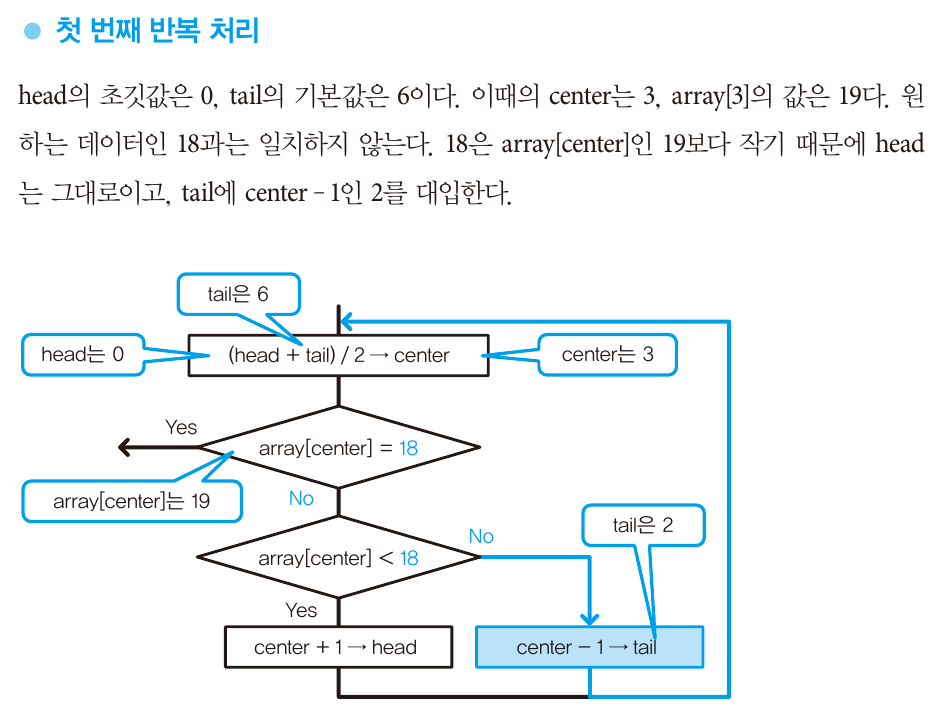 첫 번째 반복 처리
head의 초깃값은 0, tail의 기본값은 6이다. 이때의 center는 3, array[3]의 값은 19다. 원
하는 데이터인 18과는 일치하지 않는다. 18은 array[center]인 19보다 작기 때문에 head
는 그대로이고, tail에 center – 1인 2를 대입한다.
tail은 6
head는 0
(head + tail) / 2 → center
center는 3
Yes
array[center] = 18
array[center]는 19
No
tail은 2
No
array[center] < 18
Yes
center + 1 → head
center – 1 → tail